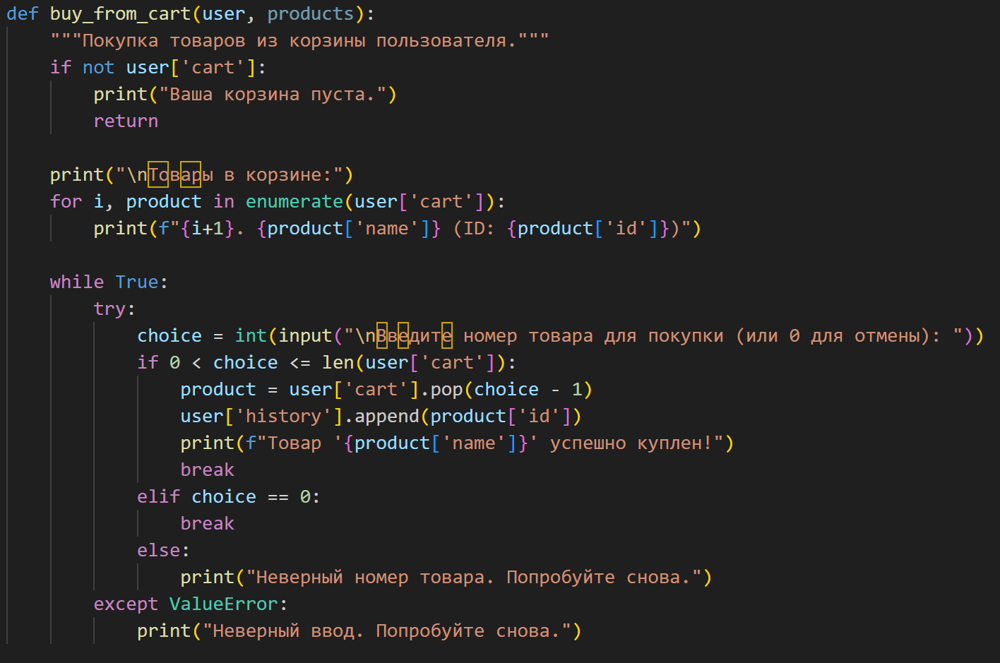 def buy_from_cart(user, products):
    """Покупка товаров из корзины пользователя."""
    if not user['cart']:
        print("Ваша корзина пуста.")
        return

    print("\nТовары в корзине:")
    for i, product in enumerate(user['cart']):
        print(f"{i+1}. {product['name']} (ID: {product['id']})")

    while True:
        try:
            choice = int(input("\nВведите номер товара для покупки (или 0 для отмены): "))
            if 0 < choice <= len(user['cart']):
                product = user['cart'].pop(choice - 1)
                user['history'].append(product['id'])
                print(f"Товар '{product['name']}' успешно куплен!")
                break
            elif choice == 0:
                break
            else:
                print("Неверный номер товара. Попробуйте снова.")
        except ValueError:
            print("Неверный ввод. Попробуйте снова.")